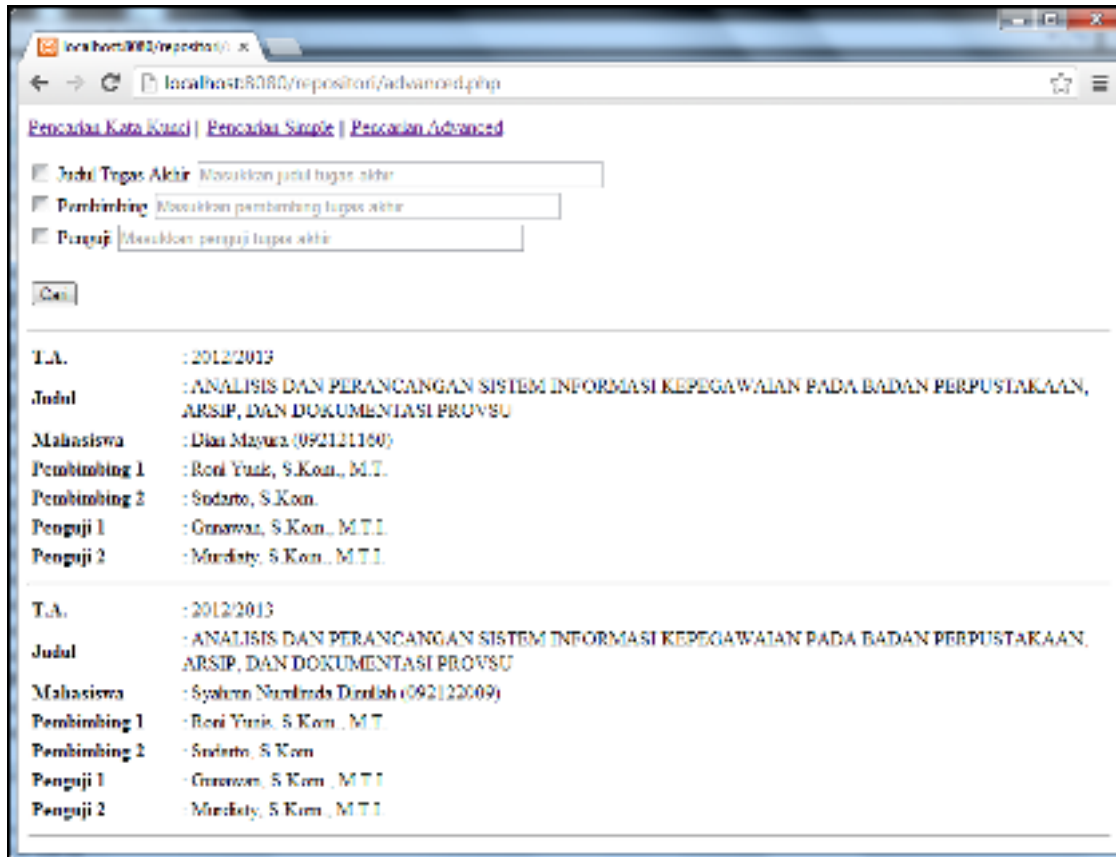 localhost:8080/repositori/
localhost:8080/repositori/advanced.php
Pencarian Kata Kunci | Pencarian Simple | Pencarian Advanced
Judul Tugas Akhir Masukkan judul tugas akhir
Pembimbing Masukkan pembimbing tugas akhir
Penguji Masukkan penguji tugas akhir
Cari
T.A. : 2012/2013
Judul : ANALISIS DAN PERANCANGAN SISTEM INFORMASI KEPEGAWAIAN PADA BADAN PERPUSTAKAAN,
ARSIP, DAN DOKUMENTASI PROVSU
Mahasiswa : Dian Mayura (092121160)
Pembimbing 1 : Roni Yunis, S.Kom., M.T.
Pembimbing 2 : Sudarto, S.Kom.
Penguji 1 : Gunawan, S.Kom., M.T.I.
Penguji 2 : Murdiaty, S.Kom., M.T.I.
T.A. : 2012/2013
Judul : ANALISIS DAN PERANCANGAN SISTEM INFORMASI KEPEGAWAIAN PADA BADAN PERPUSTAKAAN,
ARSIP, DAN DOKUMENTASI PROVSU
Mahasiswa : (092122009)
Pembimbing 1 : Roni Yunis, S.Kom., M.T.
Pembimbing 2 : Sudarto, S.Kom.
Penguji 1 : Gunawan, S.Kom., M.T.I.
Penguji 2 : Murdiaty, S.Kom., M.T.I.